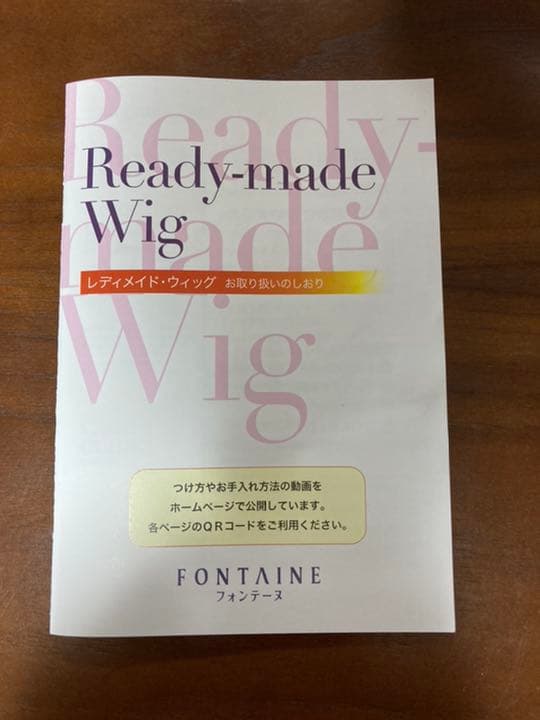 Ready-made
Wig
Ready-
made
Wig
レディメイド・ウィッグ お取り扱いのしおり
つけ方やお手入れ方法の動画を
ホームページで公開しています。
各ページのQRコードをご利用ください。
FONTAINE
フォンテーヌ